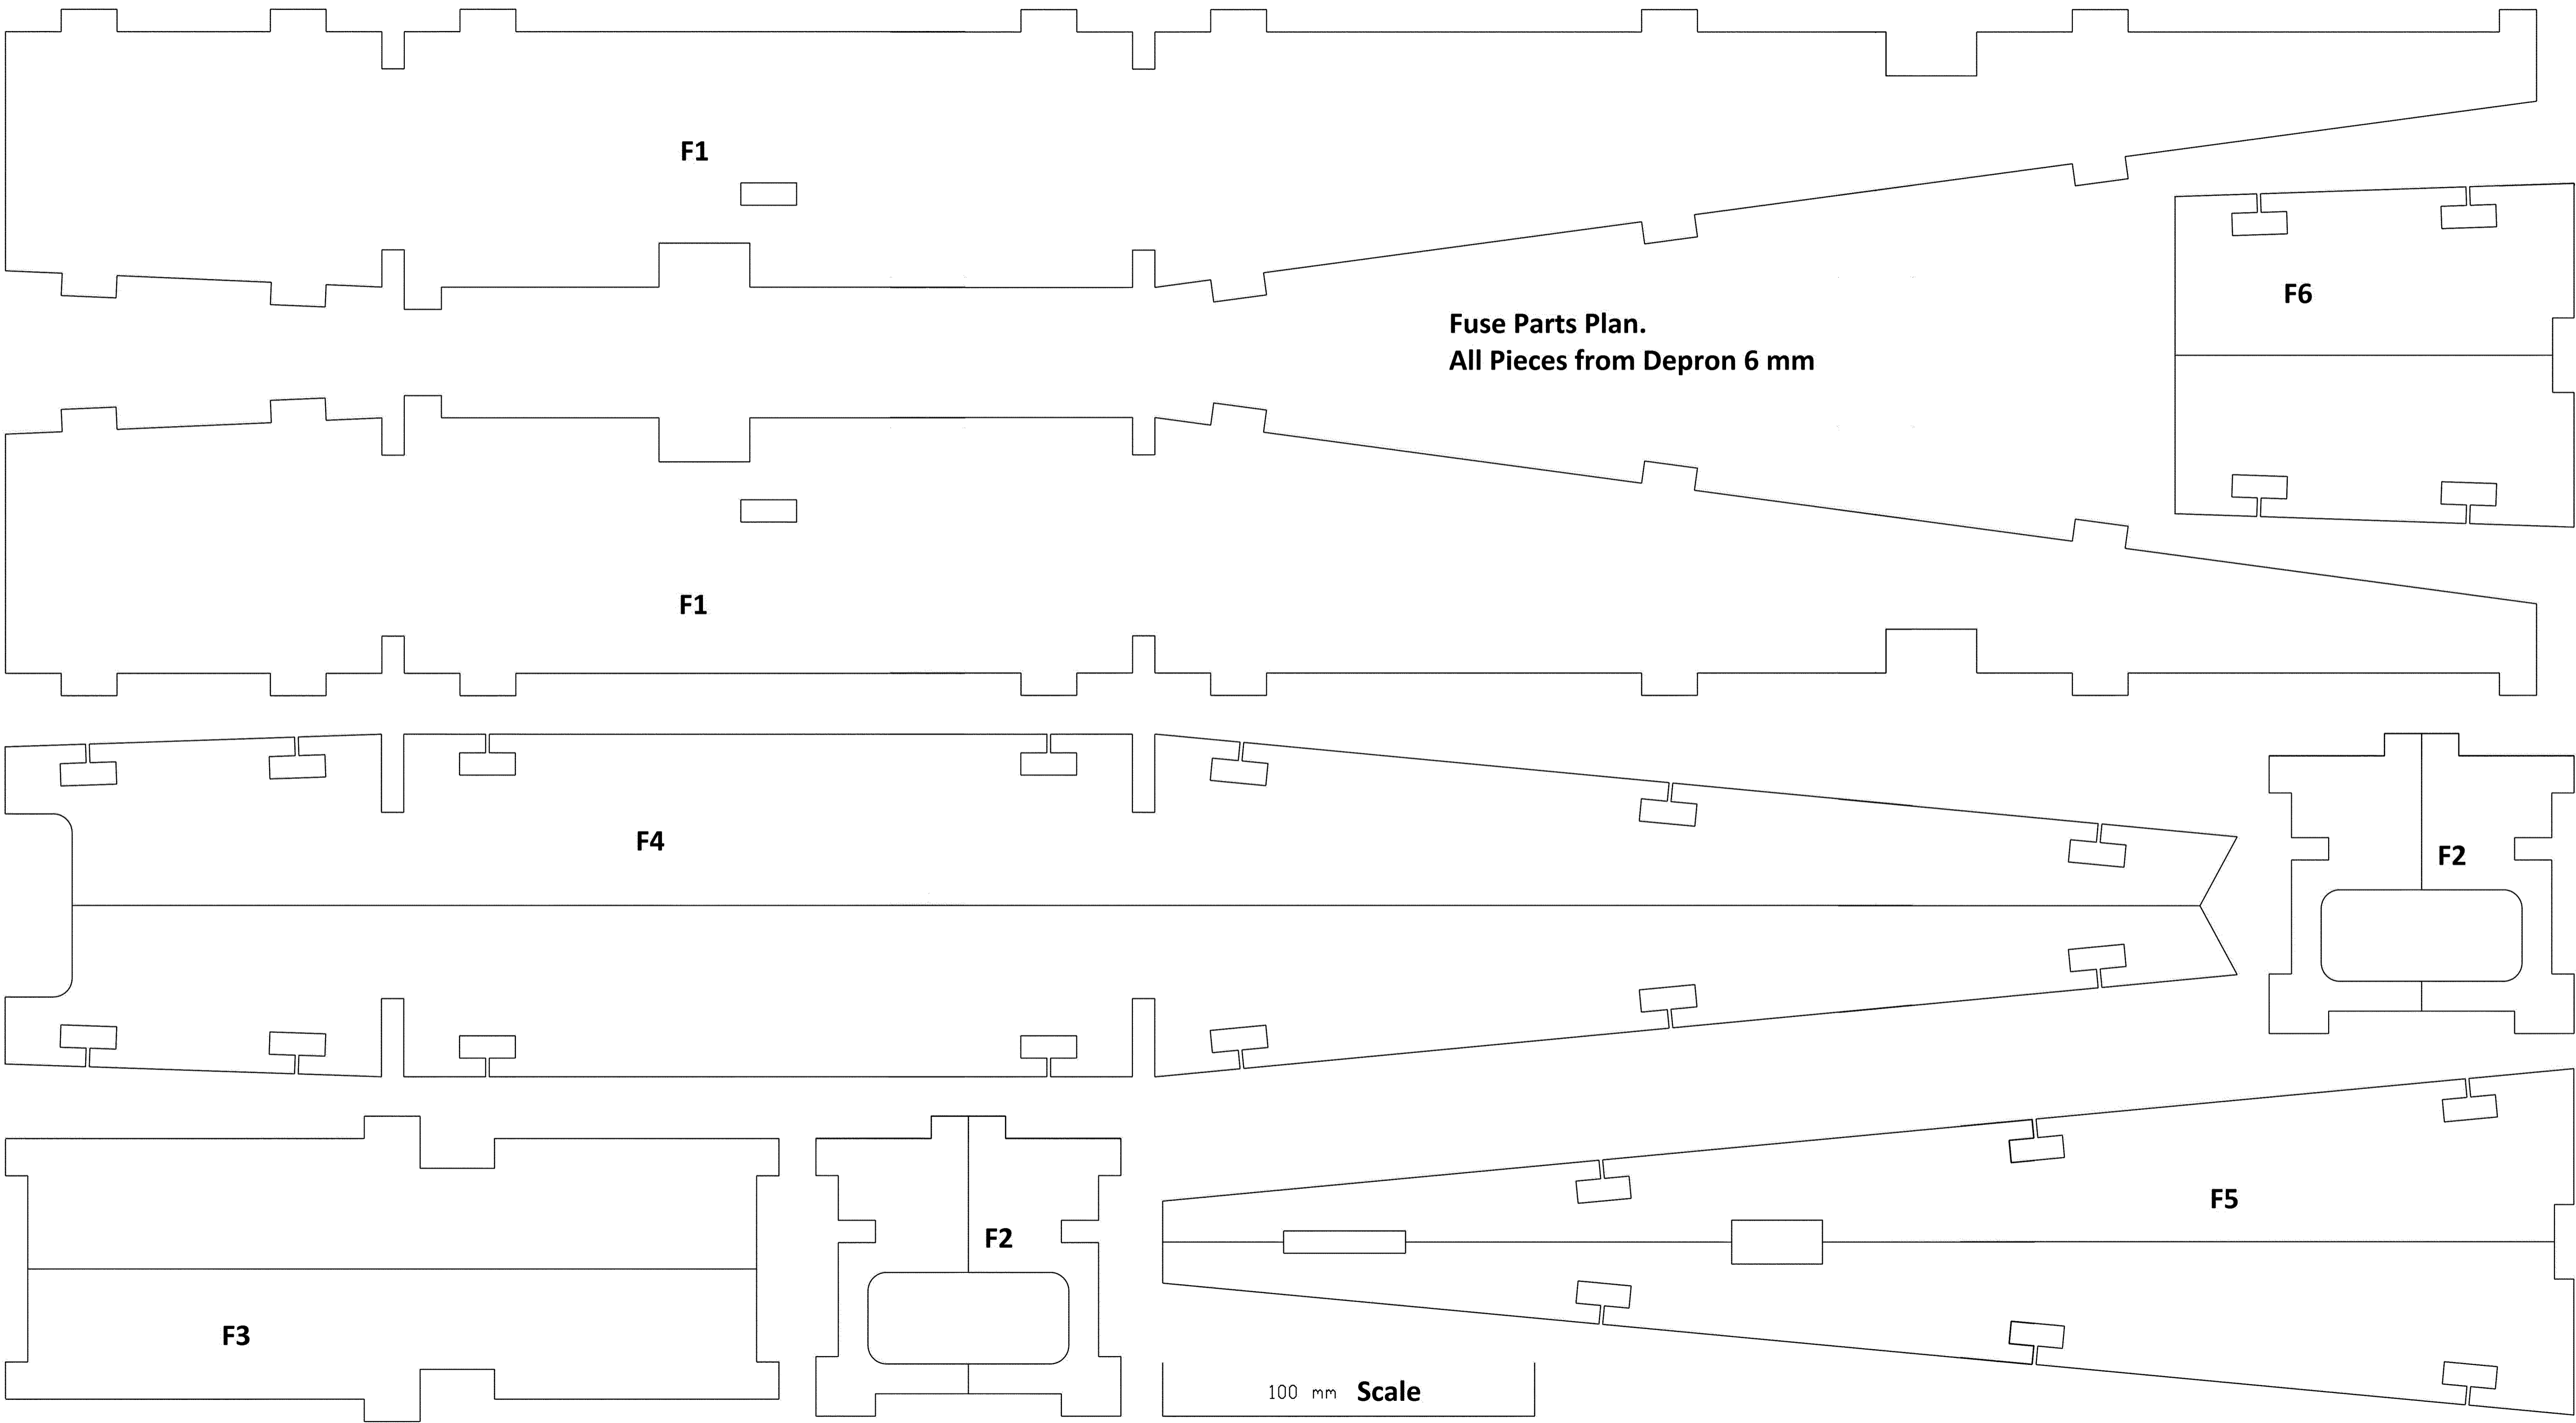 F1
F6
Fuse Parts Plan.
All Pieces from Depron 6 mm
F1
F4
F2
F5
F2
F3
100 mm Scale